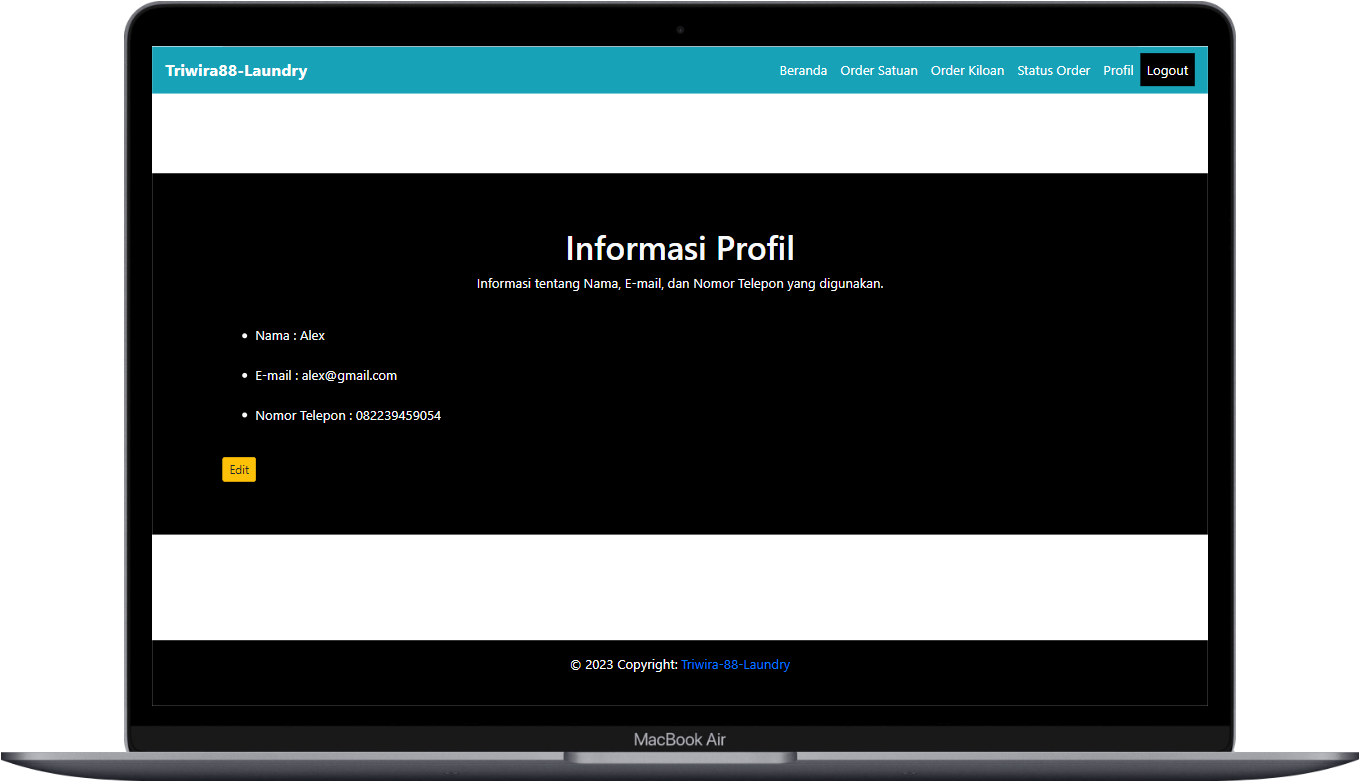 Triwira88-Laundry Beranda Order Satuan Order Kiloan Status Order Profil Logout
Informasi Profil
Informasi tentang Nama, E-mail, dan Nomor Telepon yang digunakan.
• Nama : Alex
• E-mail : alex@gmail.com
• Nomor Telepon : 082239459054
Edit
© 2023 Copyright: Triwira-88-Laundry
MacBook Air